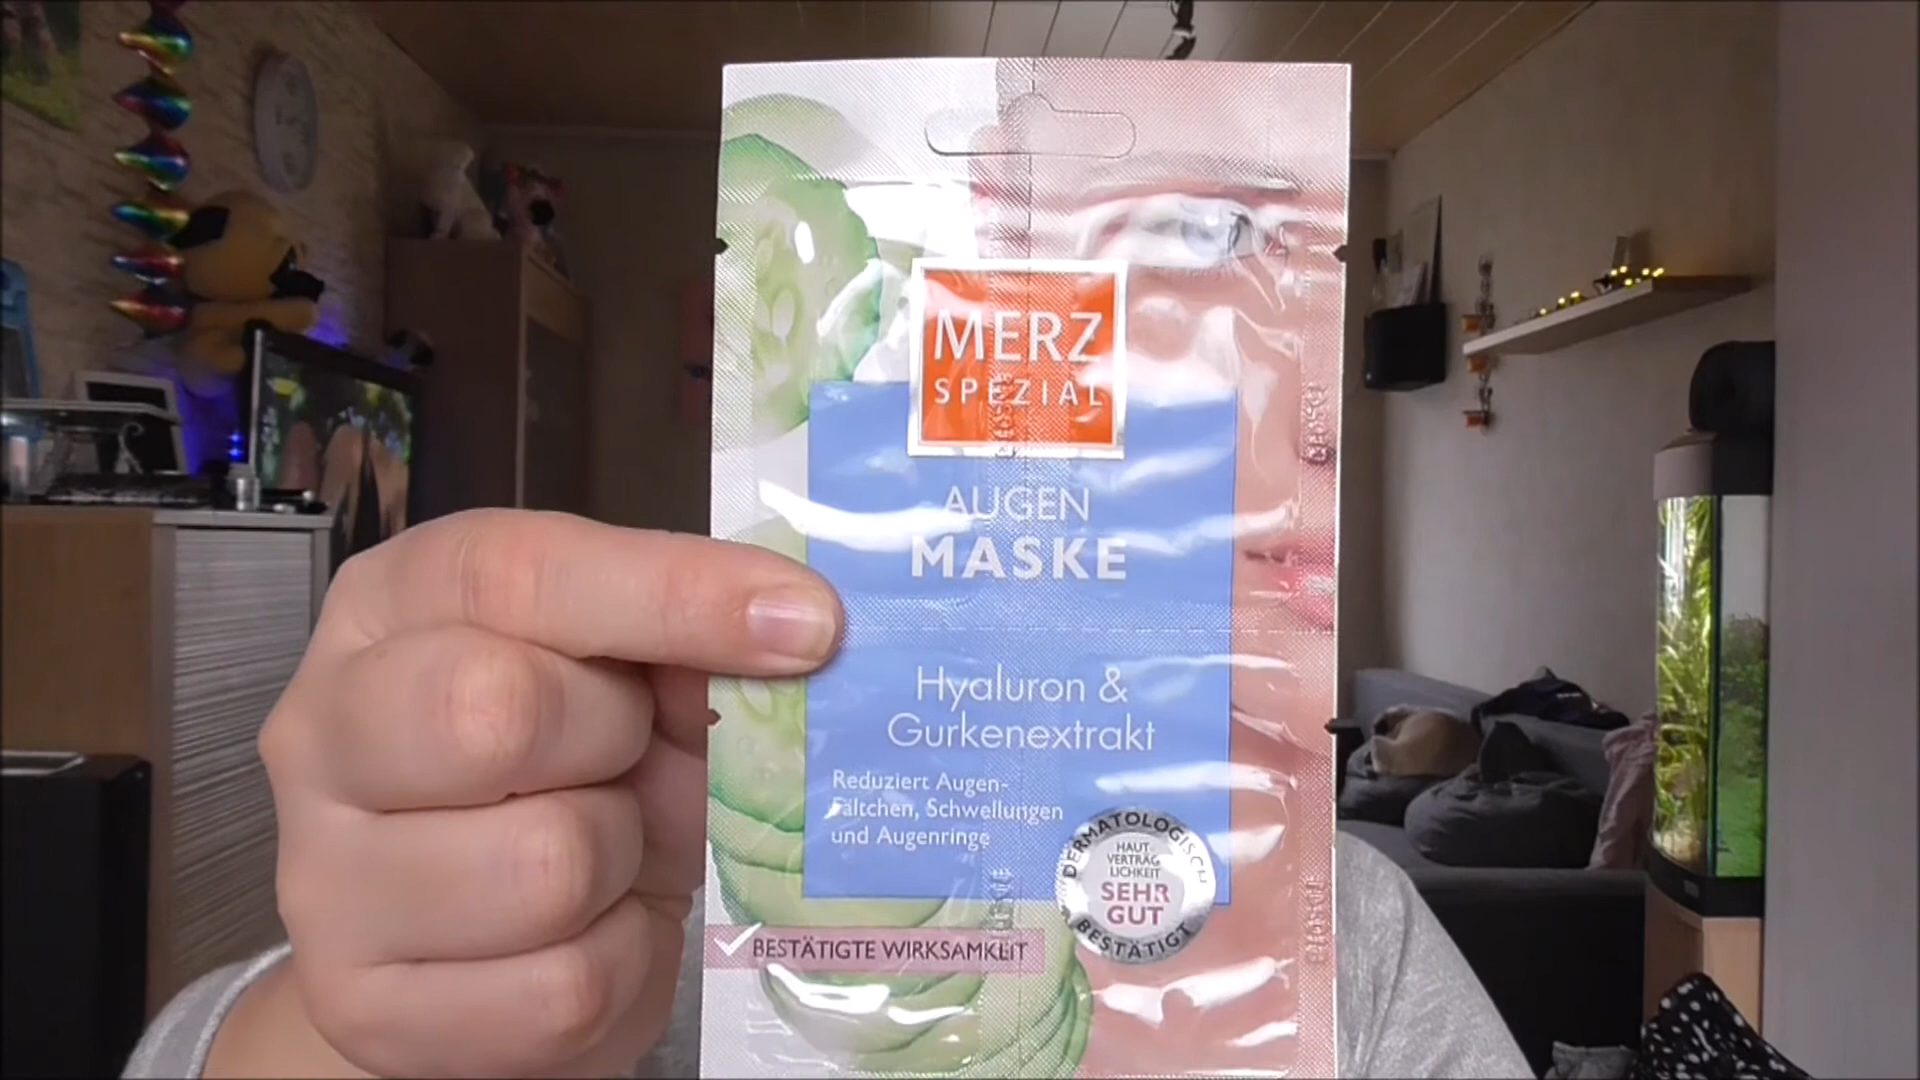 MERZ
SPEZIAL
AUGEN
MASKE
Hyaluron &
Gurkenextrakt
Reduziert Augen-
Fältchen, Schwellungen
und Augenringe
DERMATOLOGISCH
HAUT
VERTRÄG
LICHKEIT
SEHR
GUT
BESTÄTIGT
BESTÄTIGTE WIRKSAMKEIT